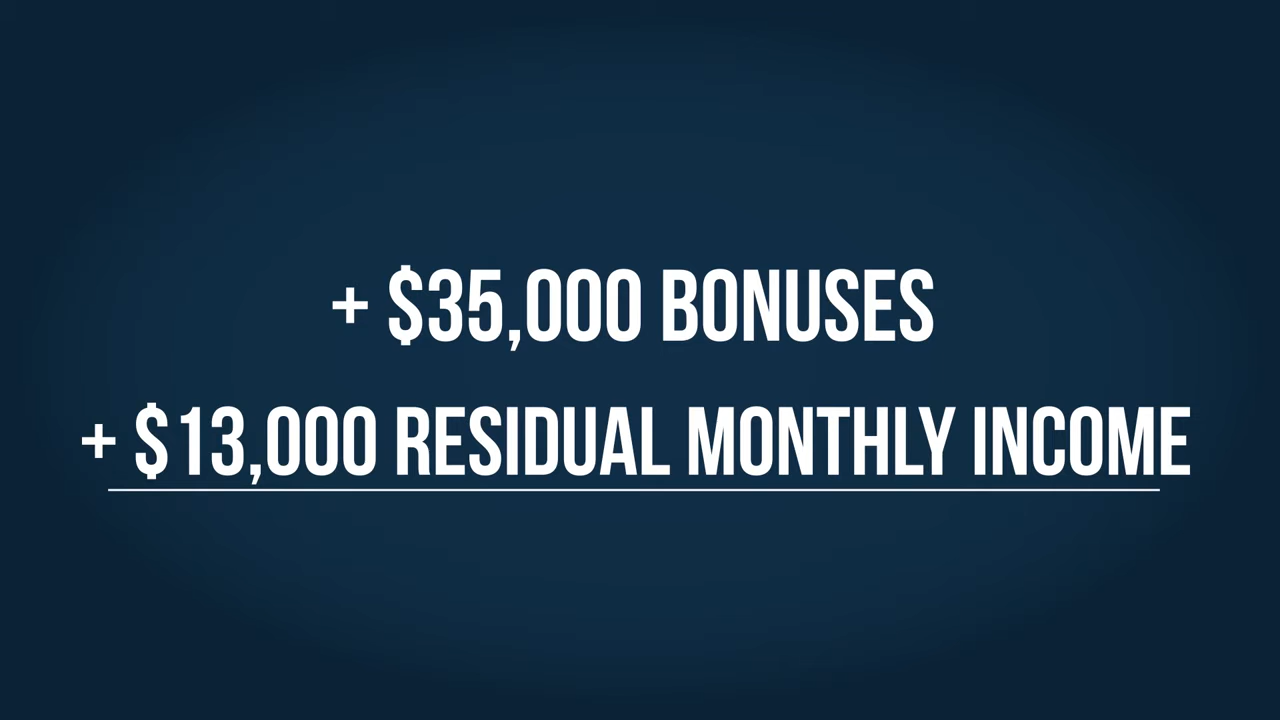 + $35,000 BONUSES
+ $13,000 RESIDUAL MONTHLY INCOME